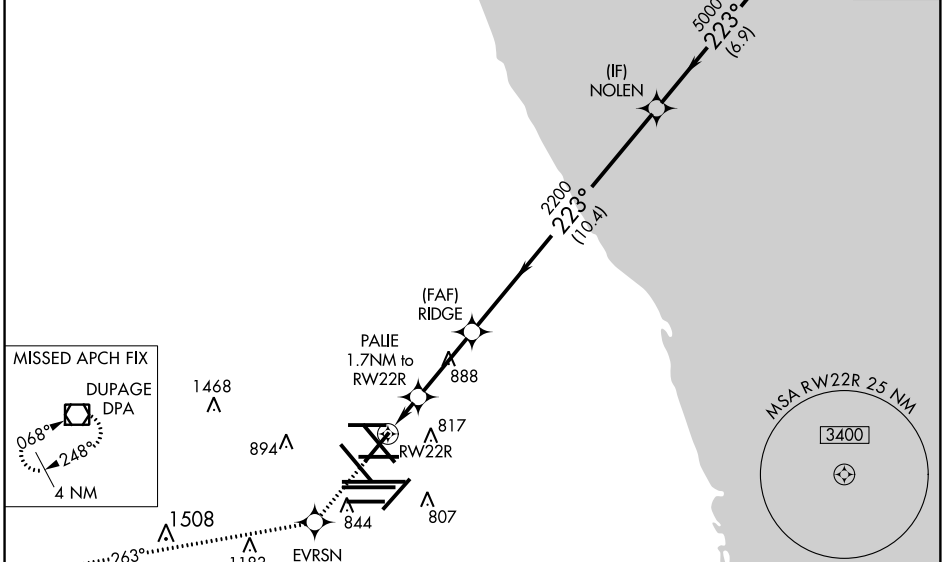 5000
223°
(6.9)
(IF)
NOLEN
2200
223°
(10.4)
(FAF)
RIDGE
PALIE
1.7NM to
RW22R
888
MISSED APCH FIX
DUPAGE
DPA
068°
248°
4 NM
1468
894
817
RW22R
MSA RW22R 25 NM
3400
844
807
1508
263°
EVRSN